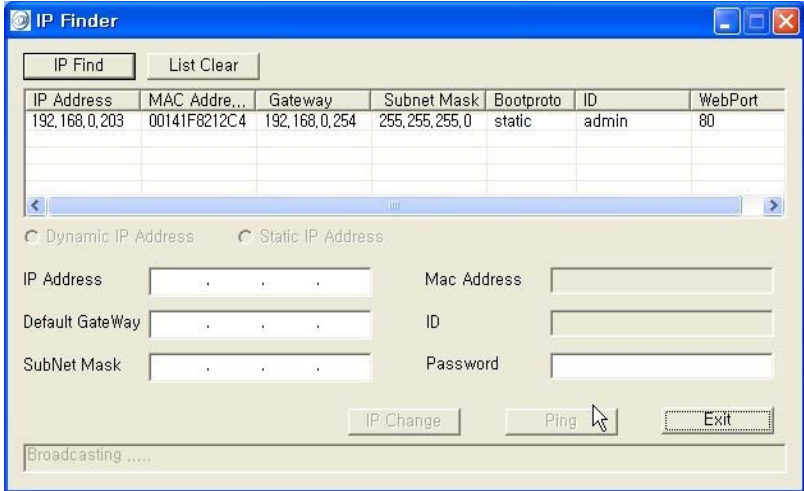 IP Finder
IP Find List Clear
IP Address MAC Addre... Gateway Subnet Mask Bootproto ID WebPort
192,168,0,203 00141F8212C4 192,168,0,254 255,255,255,0 static admin 80
Dynamic IP Address Static IP Address
IP Address . . . Mac Address
Default GateWay . . . ID
SubNet Mask . . . Password
IP Change Ping Exit
Broadcasting .....